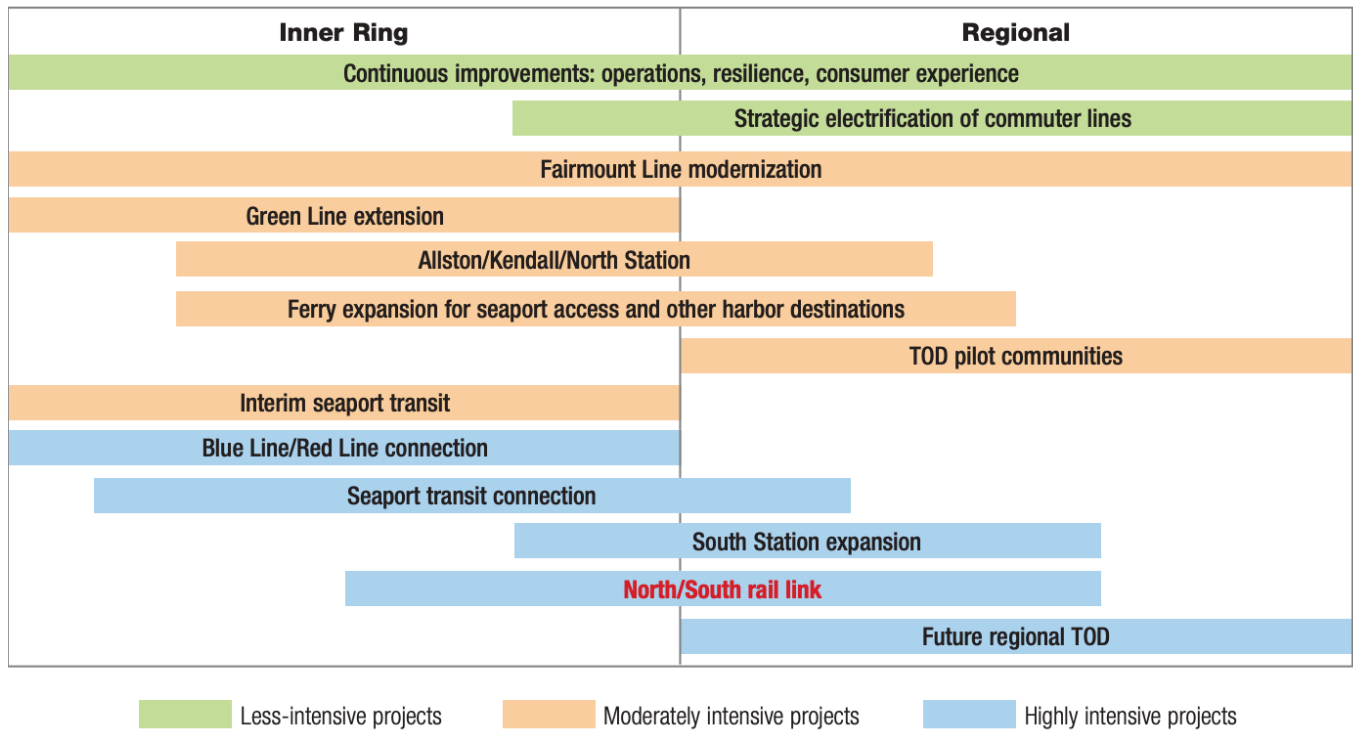 Inner Ring
Regional
Continuous improvements: operations, resilience, consumer experience
Strategic electrification of commuter lines
Fairmount Line modernization
Green Line extension
Allston/Kendall/North Station
Ferry expansion for seaport access and other harbor destinations
TOD pilot communities
Interim seaport transit
Blue Line/Red Line connection
Seaport transit connection
South Station expansion
North/South rail link
Future regional TOD
Less-intensive projects
Moderately intensive projects
Highly intensive projects